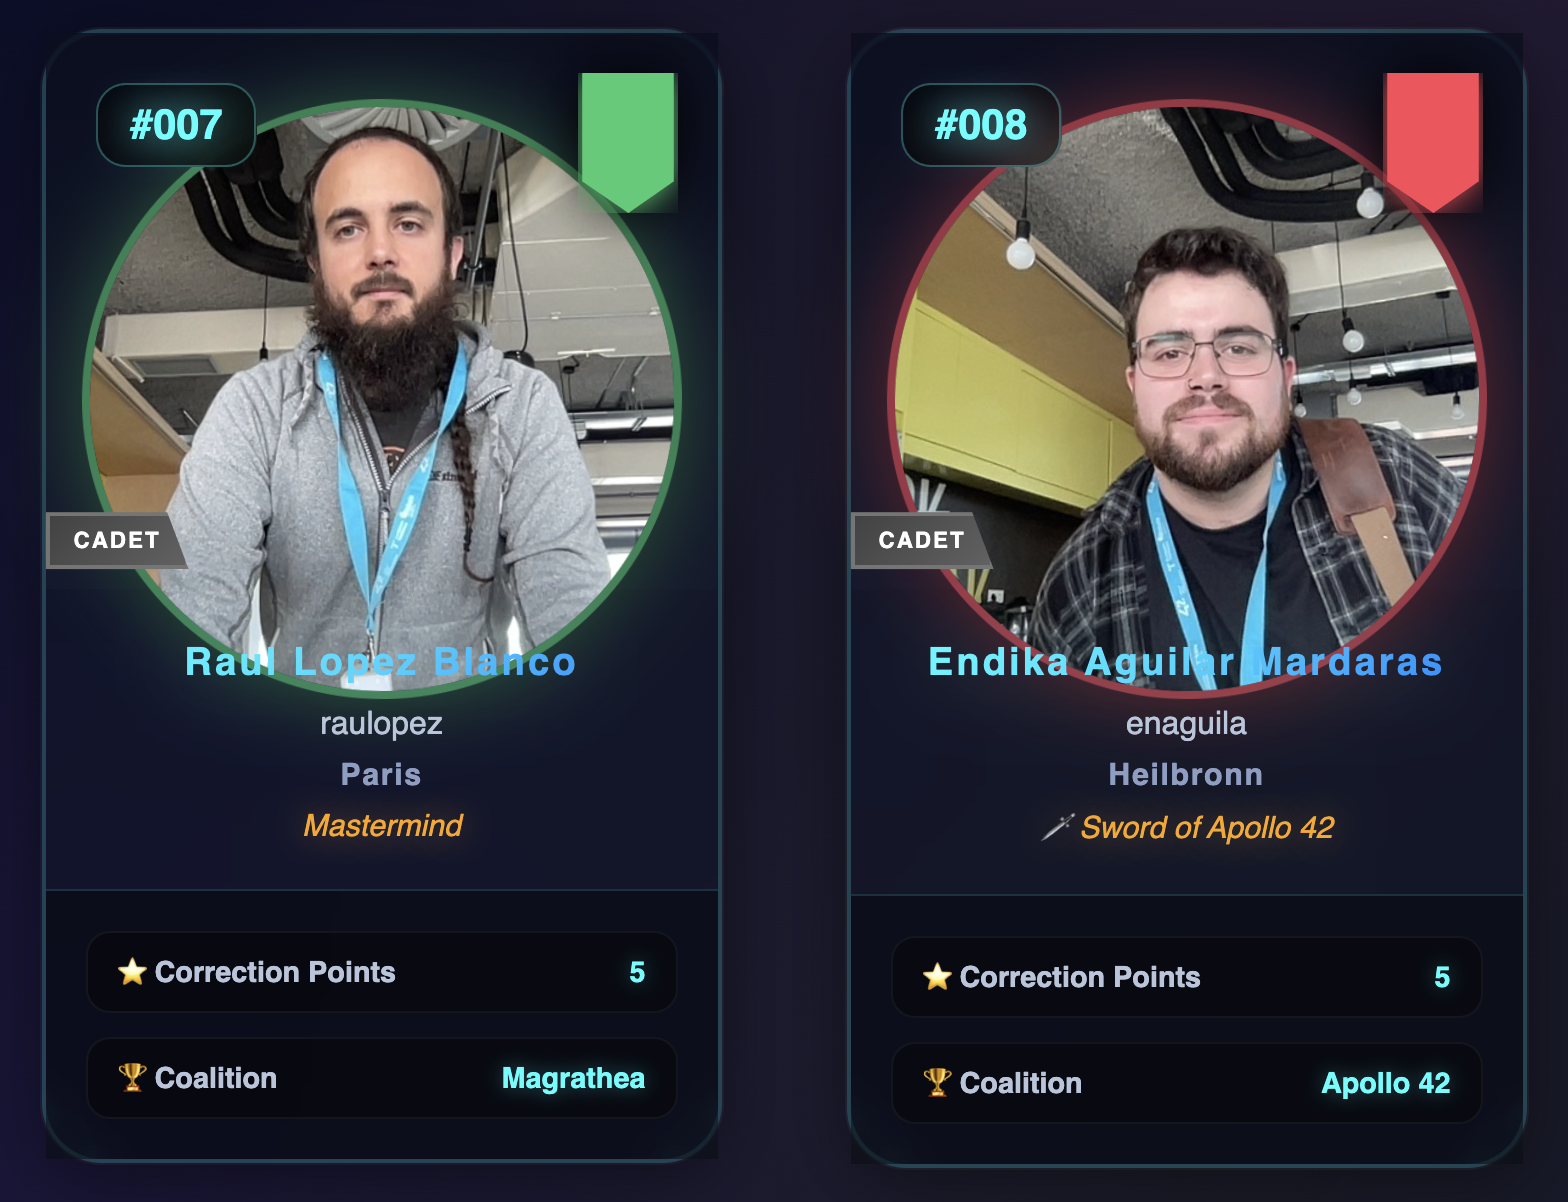 #007
CADET
Raul Lopez Blanco
raulopez
Paris
Mastermind
Correction Points 5
Coalition Magrathea
#008
CADET
Endika Aguilar Mardaras
enaguila
Heilbronn
Sword of Apollo 42
Correction Points 5
Coalition Apollo 42